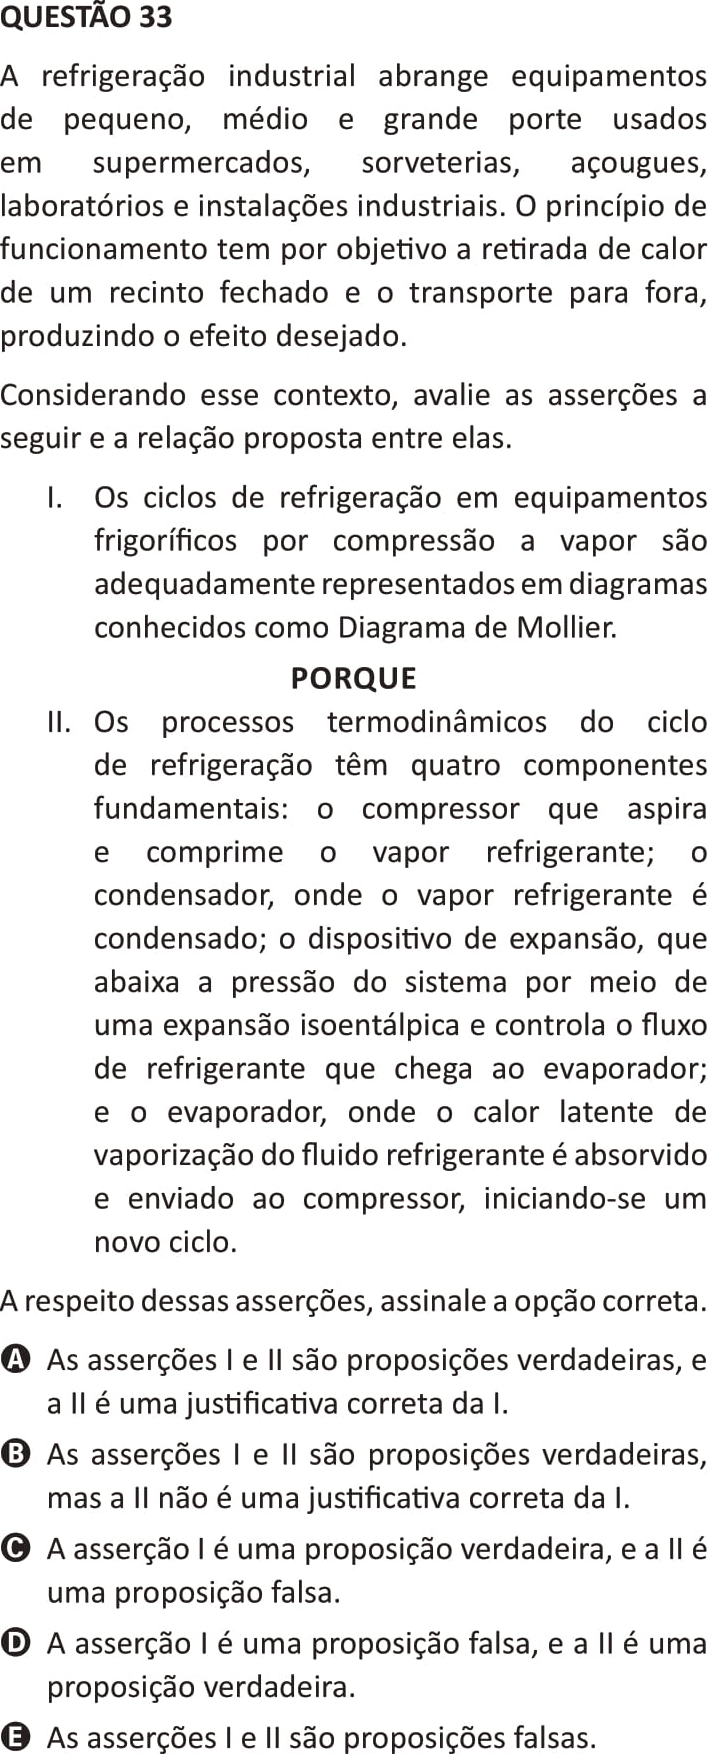 QUESTÃO 33
A refrigeração industrial abrange equipamentos
de pequeno, médio e grande porte usados
em supermercados, sorveterias, açougues,
laboratórios e instalações industriais. O princípio de
funcionamento tem por objetivo a retirada de calor
de um recinto fechado e o transporte para fora,
produzindo o efeito desejado.
Considerando esse contexto, avalie as asserções a
seguir e a relação proposta entre elas.
I. Os ciclos de refrigeração em equipamentos
frigoríficos por compressão a vapor são
adequadamente representados em diagramas
conhecidos como Diagrama de Mollier.
PORQUE
II. Os processos termodinâmicos do ciclo
de refrigeração têm quatro componentes
fundamentais: o compressor que aspira
e comprime o vapor refrigerante; o
condensador, onde o vapor refrigerante é
condensado; o dispositivo de expansão, que
abaixa a pressão do sistema por meio de
uma expansão isoentálpica e controla o fluxo
de refrigerante que chega ao evaporador;
e o evaporador, onde o calor latente de
vaporização do fluido refrigerante é absorvido
e enviado ao compressor, iniciando-se um
novo ciclo.
A respeito dessas asserções, assinale a opção correta.
A As asserções I e II são proposições verdadeiras, e
a II é uma justificativa correta da I.
B As asserções I e II são proposições verdadeiras,
mas a II não é uma justificativa correta da I.
C A asserção I é uma proposição verdadeira, e a II é
uma proposição falsa.
D A asserção I é uma proposição falsa, e a II é uma
proposição verdadeira.
E As asserções I e II são proposições falsas.